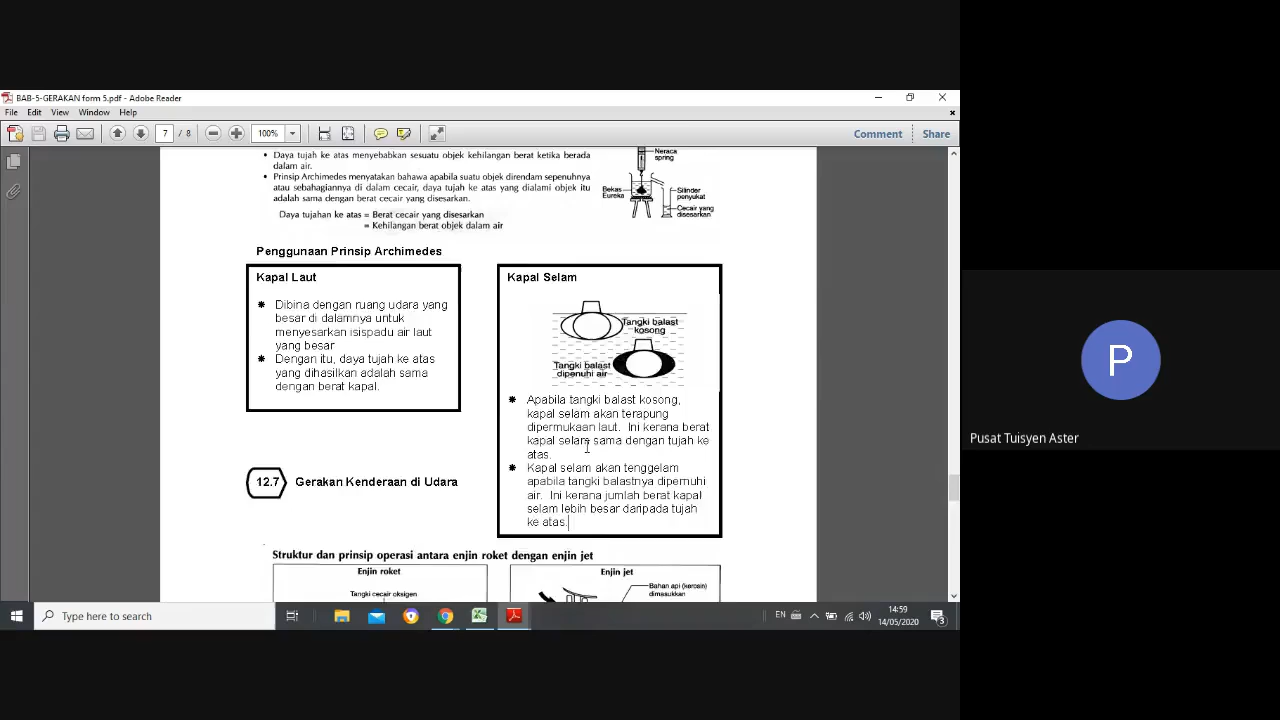 BAB-5-GERAKAN form 5.pdf - Adobe Reader
File Edit View Window Help
7 / 8 100% Comment Share
• Daya tujah ke atas menyebabkan sesuatu objek kehilangan berat ketika berada
dalam air.
• Prinsip Archimedes menyatakan bahawa apabila suatu objek direndam sepenuhnya
atau sebahagiannya di dalam cecair, daya tujah ke atas yang dialami objek itu
adalah sama dengan berat cecair yang disesarkan.
Daya tujahan ke atas = Berat cecair yang disesarkan
= Kehilangan berat objek dalam air
Neraca
spring
Bekas
Eureka
Silinder
penyukat
Cecair yang
disesarkan
Penggunaan Prinsip Archimedes
Kapal Laut
Dibina dengan ruang udara yang
besar di dalamnya untuk
menyesarkan isispadu air laut
yang besar
Dengan itu, daya tujah ke atas
yang dihasilkan adalah sama
dengan berat kapal.
Kapal Selam
Tangki balast
kosong
Tangki balast
dipenuhi air
Apabila tangki balast kosong,
kapal selam akan terapung
dipermukaan laut. Ini kerana berat
kapal selam sama dengan tujah ke
atas.
Kapal selam akan tenggelam
apabila tangki balastnya dipenuhi
air. Ini kerana jumlah berat kapal
selam lebih besar daripada tujah
ke atas.
12.7 Gerakan Kenderaan di Udara
Struktur dan prinsip operasi antara enjin roket dengan enjin jet
Enjin roket
Tangki cecair oksigen
Enjin jet
Bahan api (kerosin)
dimasukkan
Type here to search
EN
14:59
14/05/2020
3
P
Pusat Tuisyen Aster